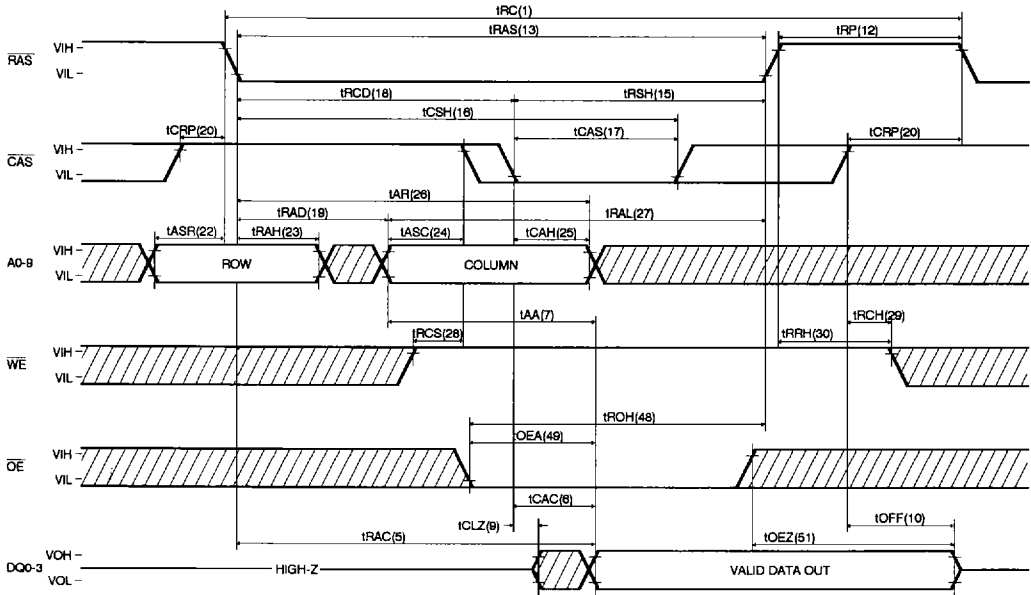 tRC(1)
tRAS(13)
tRP(12)
RAS
VIH
VIL
tRCD(18)
tRSH(15)
tCSH(16)
tCRP(20)
tCAS(17)
tCRP(20)
CAS
VIH
VIL
tAR(26)
tRAD(19)
tRAL(27)
tASR(22)
tRAH(23)
tASC(24)
tCAH(25)
A0-9
VIH
VIL
ROW
COLUMN
tAA(7)
tRCS(28)
tRCH(29)
tRRH(30)
WE
VIH
VIL
tROH(48)
tOEA(49)
OE
VIH
VIL
tCAC(6)
tCLZ(9)
tOFF(10)
tRAC(5)
tOEZ(51)
DQ0-3
VOH
VOL
HIGH-Z
VALID DATA OUT